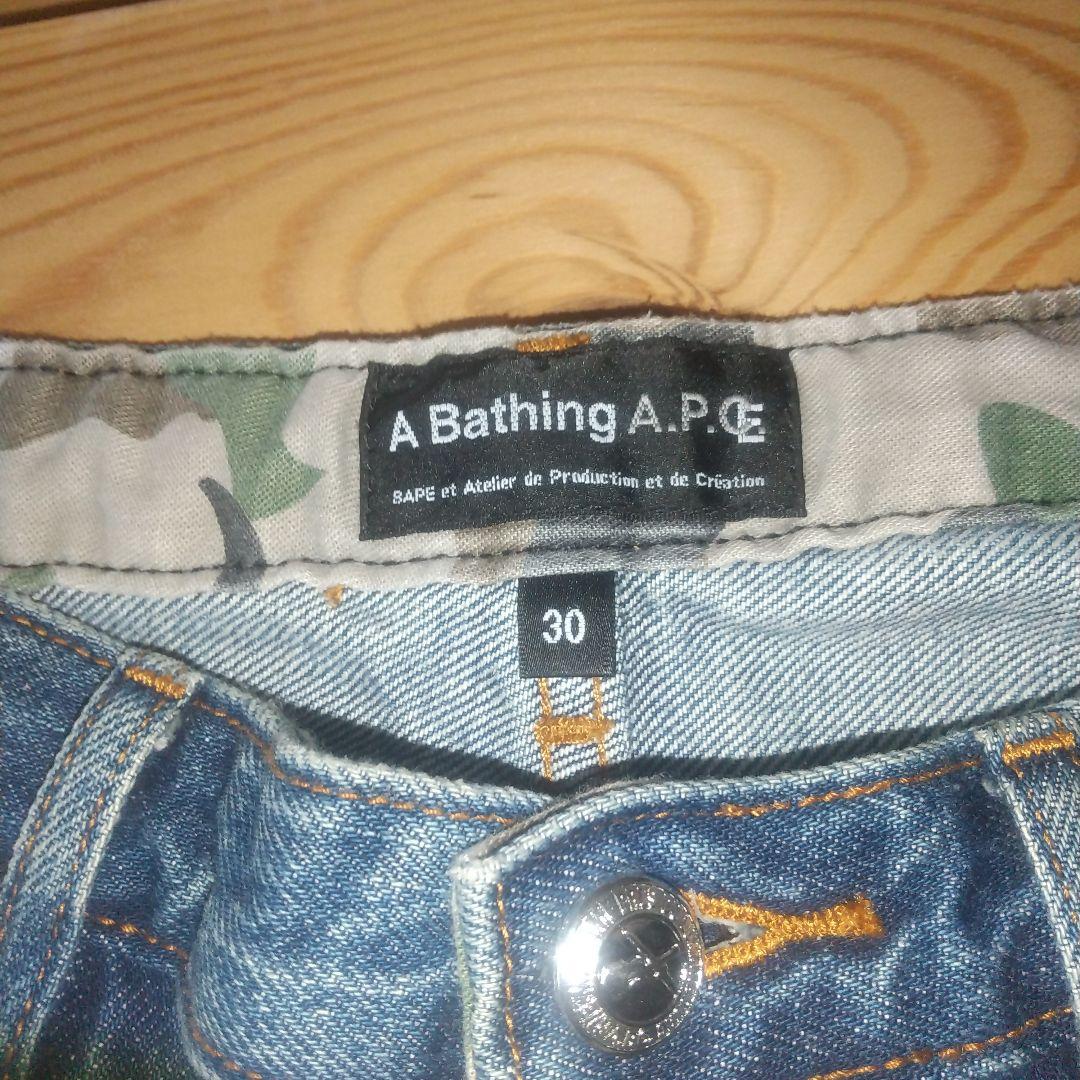 A Bathing A.P.C.E.
BAPE et Atelier de Production et de Création
30